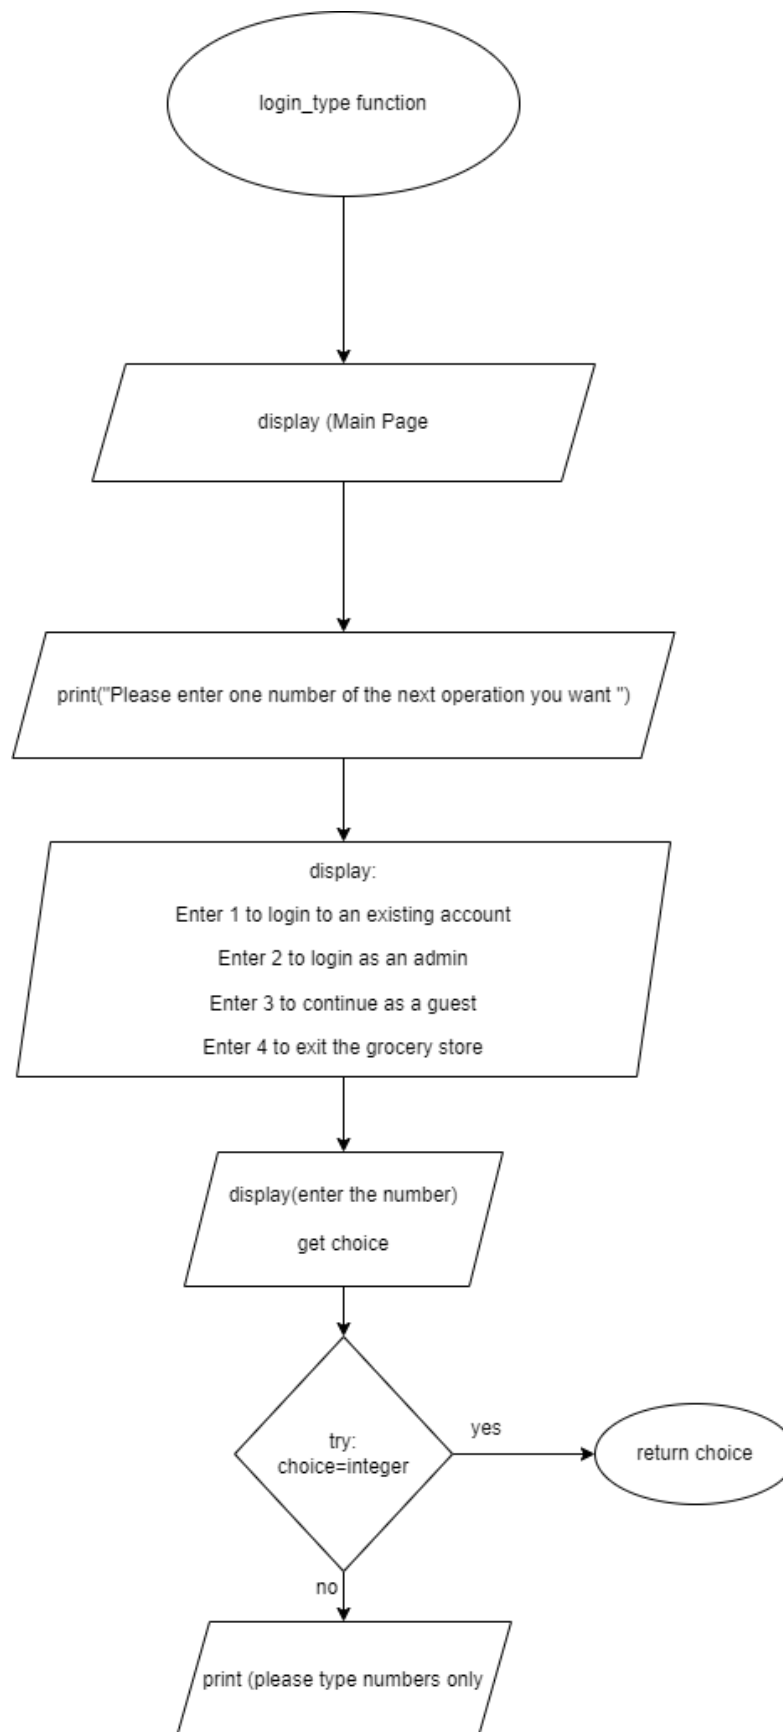 login_type function
display (Main Page
print("Please enter one number of the next operation you want ")
display:
Enter 1 to login to an existing account
Enter 2 to login as an admin
Enter 3 to continue as a guest
Enter 4 to exit the grocery store
display(enter the number)
get choice
try:
choice=integer
yes
return choice
no
print (please type numbers only